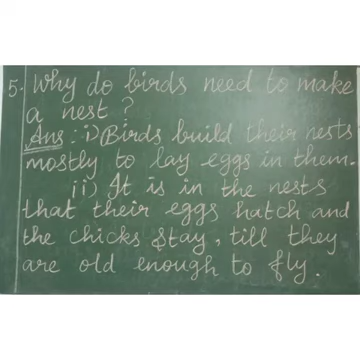 5. Why do birds need to make
a nest ?
Ans : i) Birds build their nests
mostly to lay eggs in them.
ii) It is in the nests
that their eggs hatch and
the chicks stay, till they
are old enough to fly.